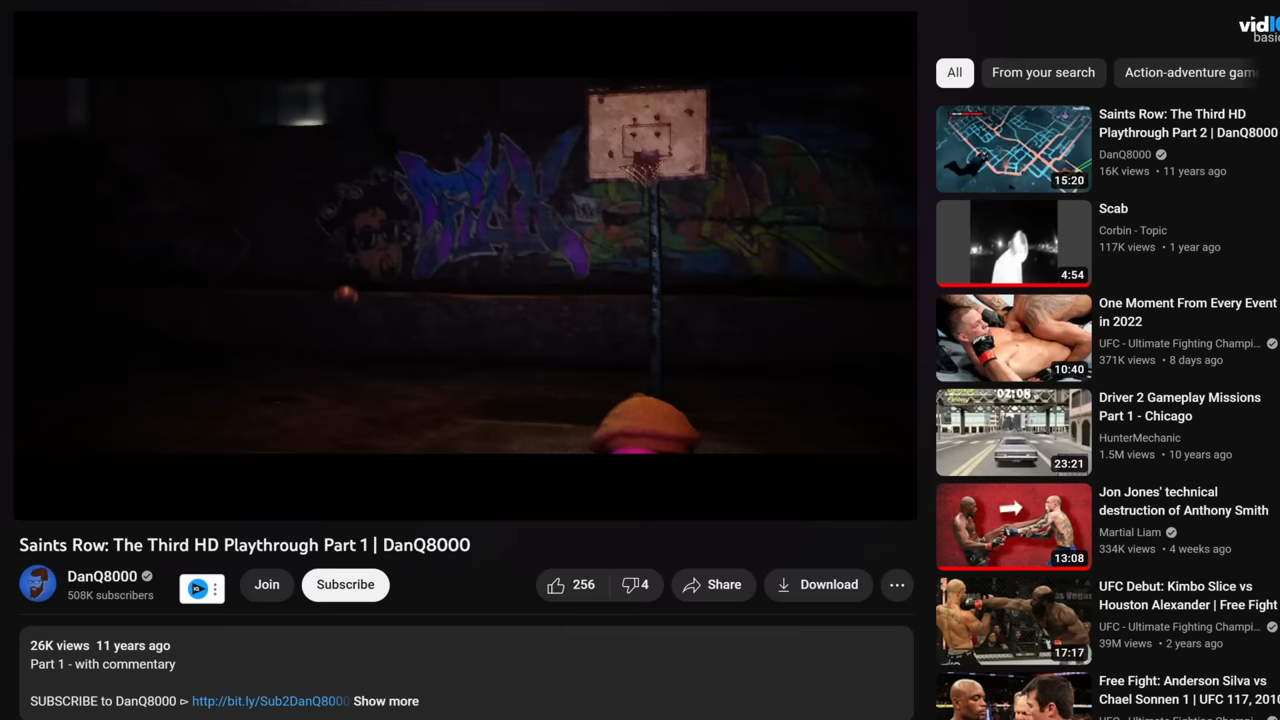 vidI
basic
All
From your search
Action-adventure gam
Saints Row: The Third HD
Playthrough Part 2 | DanQ8000
DanQ8000
16K views • 11 years ago
15:20
Scab
Corbin - Topic
117K views • 1 year ago
4:54
One Moment From Every Event
in 2022
UFC - Ultimate Fighting Champi...
371K views • 8 days ago
10:40
Driver 2 Gameplay Missions
Part 1 - Chicago
HunterMechanic
1.5M views • 10 years ago
02:08
23:21
Jon Jones' technical
destruction of Anthony Smith
Martial Liam
334K views • 4 weeks ago
13:08
UFC Debut: Kimbo Slice vs
Houston Alexander | Free Fight
UFC - Ultimate Fighting Champi...
39M views • 2 years ago
17:17
Free Fight: Anderson Silva vs
Chael Sonnen 1 | UFC 117, 2010
Saints Row: The Third HD Playthrough Part 1 | DanQ8000
DanQ8000
508K subscribers
Join
Subscribe
256
4
Share
Download
26K views 11 years ago
Part 1 - with commentary
SUBSCRIBE to DanQ8000 ▻ http://bit.ly/Sub2DanQ8000 Show more